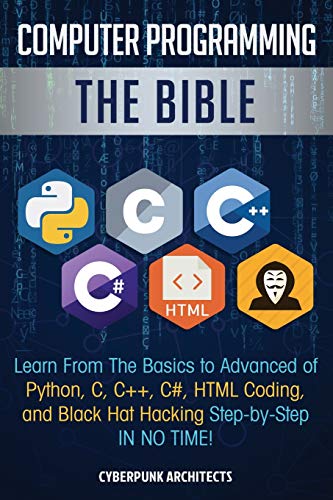 COMPUTER PROGRAMMING
THE BIBLE
C C++
C# HTML
Learn From The Basics to Advanced of
Python, C, C++, C#, HTML Coding,
and Black Hat Hacking Step-by-Step
IN NO TIME!
CYBERPUNK ARCHITECTS